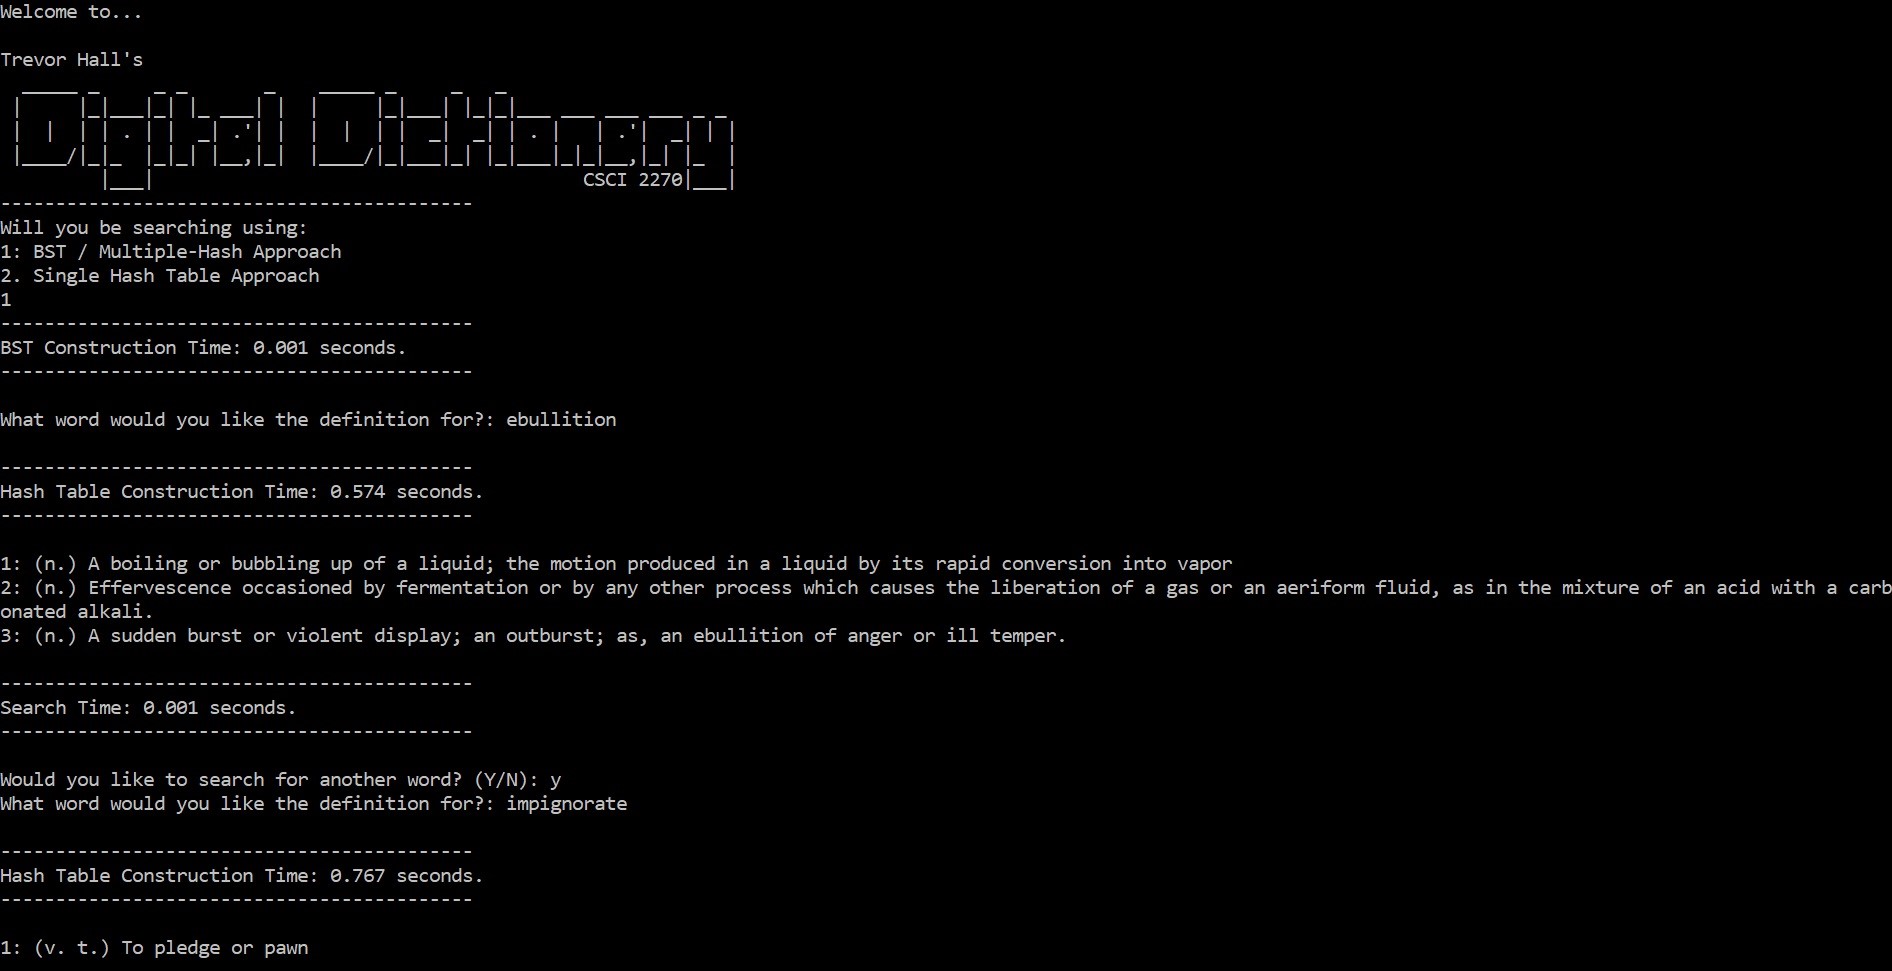 Welcome to...
Trevor Hall's
Digital Dictionary
CSCI 2270
-------------------------------------------
Will you be searching using:
1: BST / Multiple-Hash Approach
2. Single Hash Table Approach
1
-------------------------------------------
BST Construction Time: 0.001 seconds.
-------------------------------------------
What word would you like the definition for?: ebullition
-------------------------------------------
Hash Table Construction Time: 0.574 seconds.
-------------------------------------------
1: (n.) A boiling or bubbling up of a liquid; the motion produced in a liquid by its rapid conversion into vapor
2: (n.) Effervescence occasioned by fermentation or by any other process which causes the liberation of a gas or an aeriform fluid, as in the mixture of an acid with a carb
onated alkali.
3: (n.) A sudden burst or violent display; an outburst; as, an ebullition of anger or ill temper.
-------------------------------------------
Search Time: 0.001 seconds.
-------------------------------------------
Would you like to search for another word? (Y/N): y
What word would you like the definition for?: impignorate
-------------------------------------------
Hash Table Construction Time: 0.767 seconds.
-------------------------------------------
1: (v. t.) To pledge or pawn